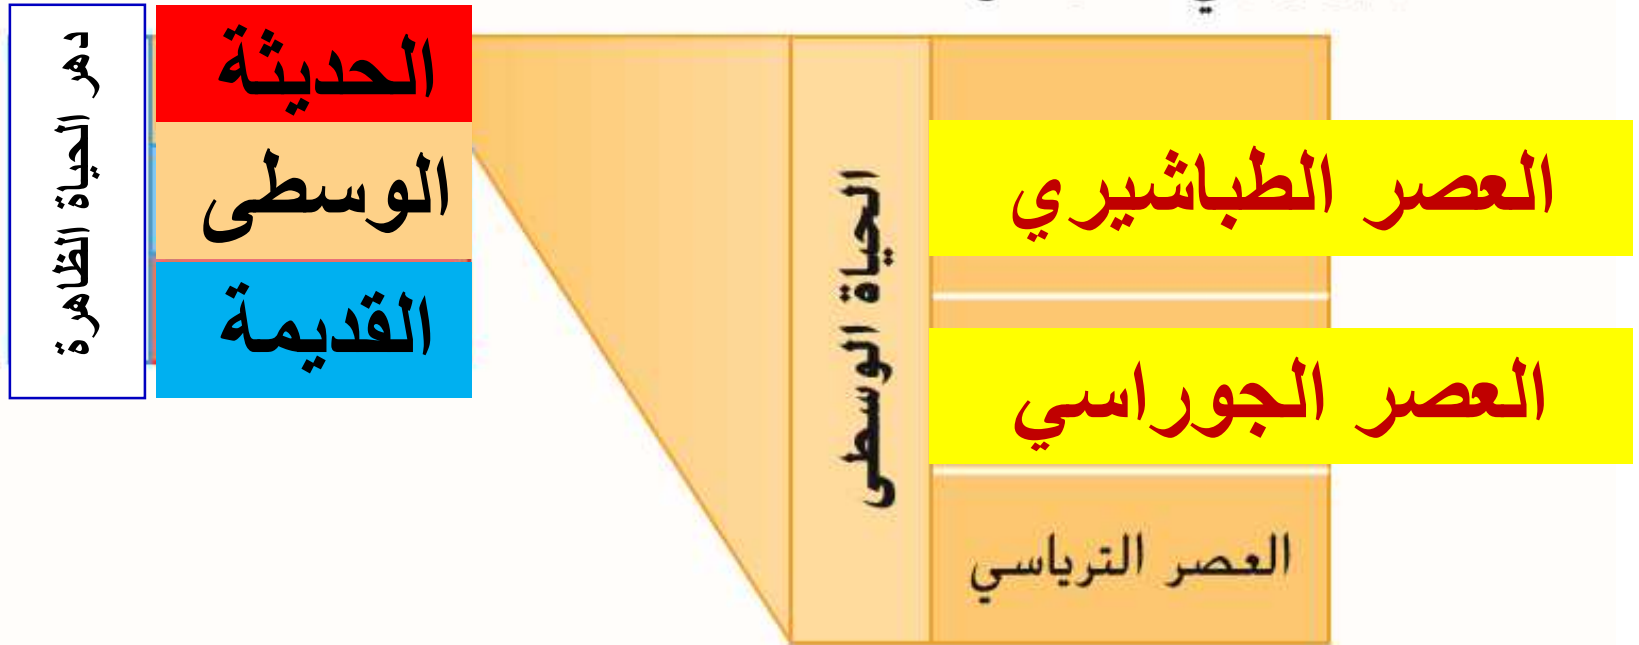 دهر الحياة الظاهرة
الحديثة
الوسطى
القديمة
الحياة الوسطى
العصر الطباشيري
العصر الجوراسي
العصر الترياسي